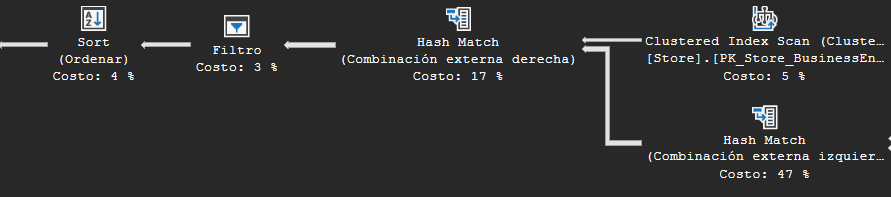 Sort
(Ordenar)
Costo: 4 %
Filtro
Costo: 3 %
Hash Match
(Combinación externa derecha)
Costo: 17 %
Clustered Index Scan (Cluste…
[Store].[PK_Store_BusinessEn…
Costo: 5 %
Hash Match
(Combinación externa izquier…
Costo: 47 %